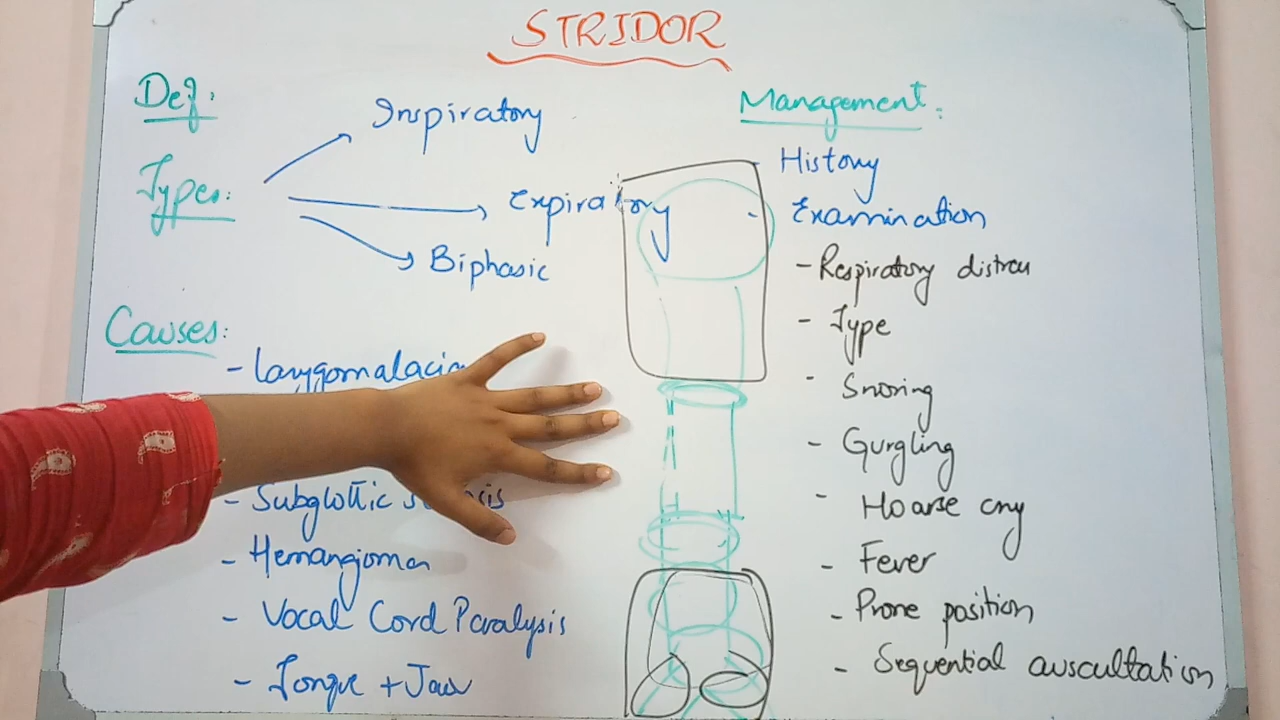 STRIDOR
Def:
Types:
Inspiratory
Expiratory
Biphasic
Causes:
- Laryngomalacia
- Subglottic
- Hemangioma
- Vocal Cord Paralysis
- Tongue + Jaw
Management:
History
Examination
- Respiratory distress
- Type
- Snoring
- Gurgling
- Hoarse cry
- Fever
- Prone position
- Sequential auscultation